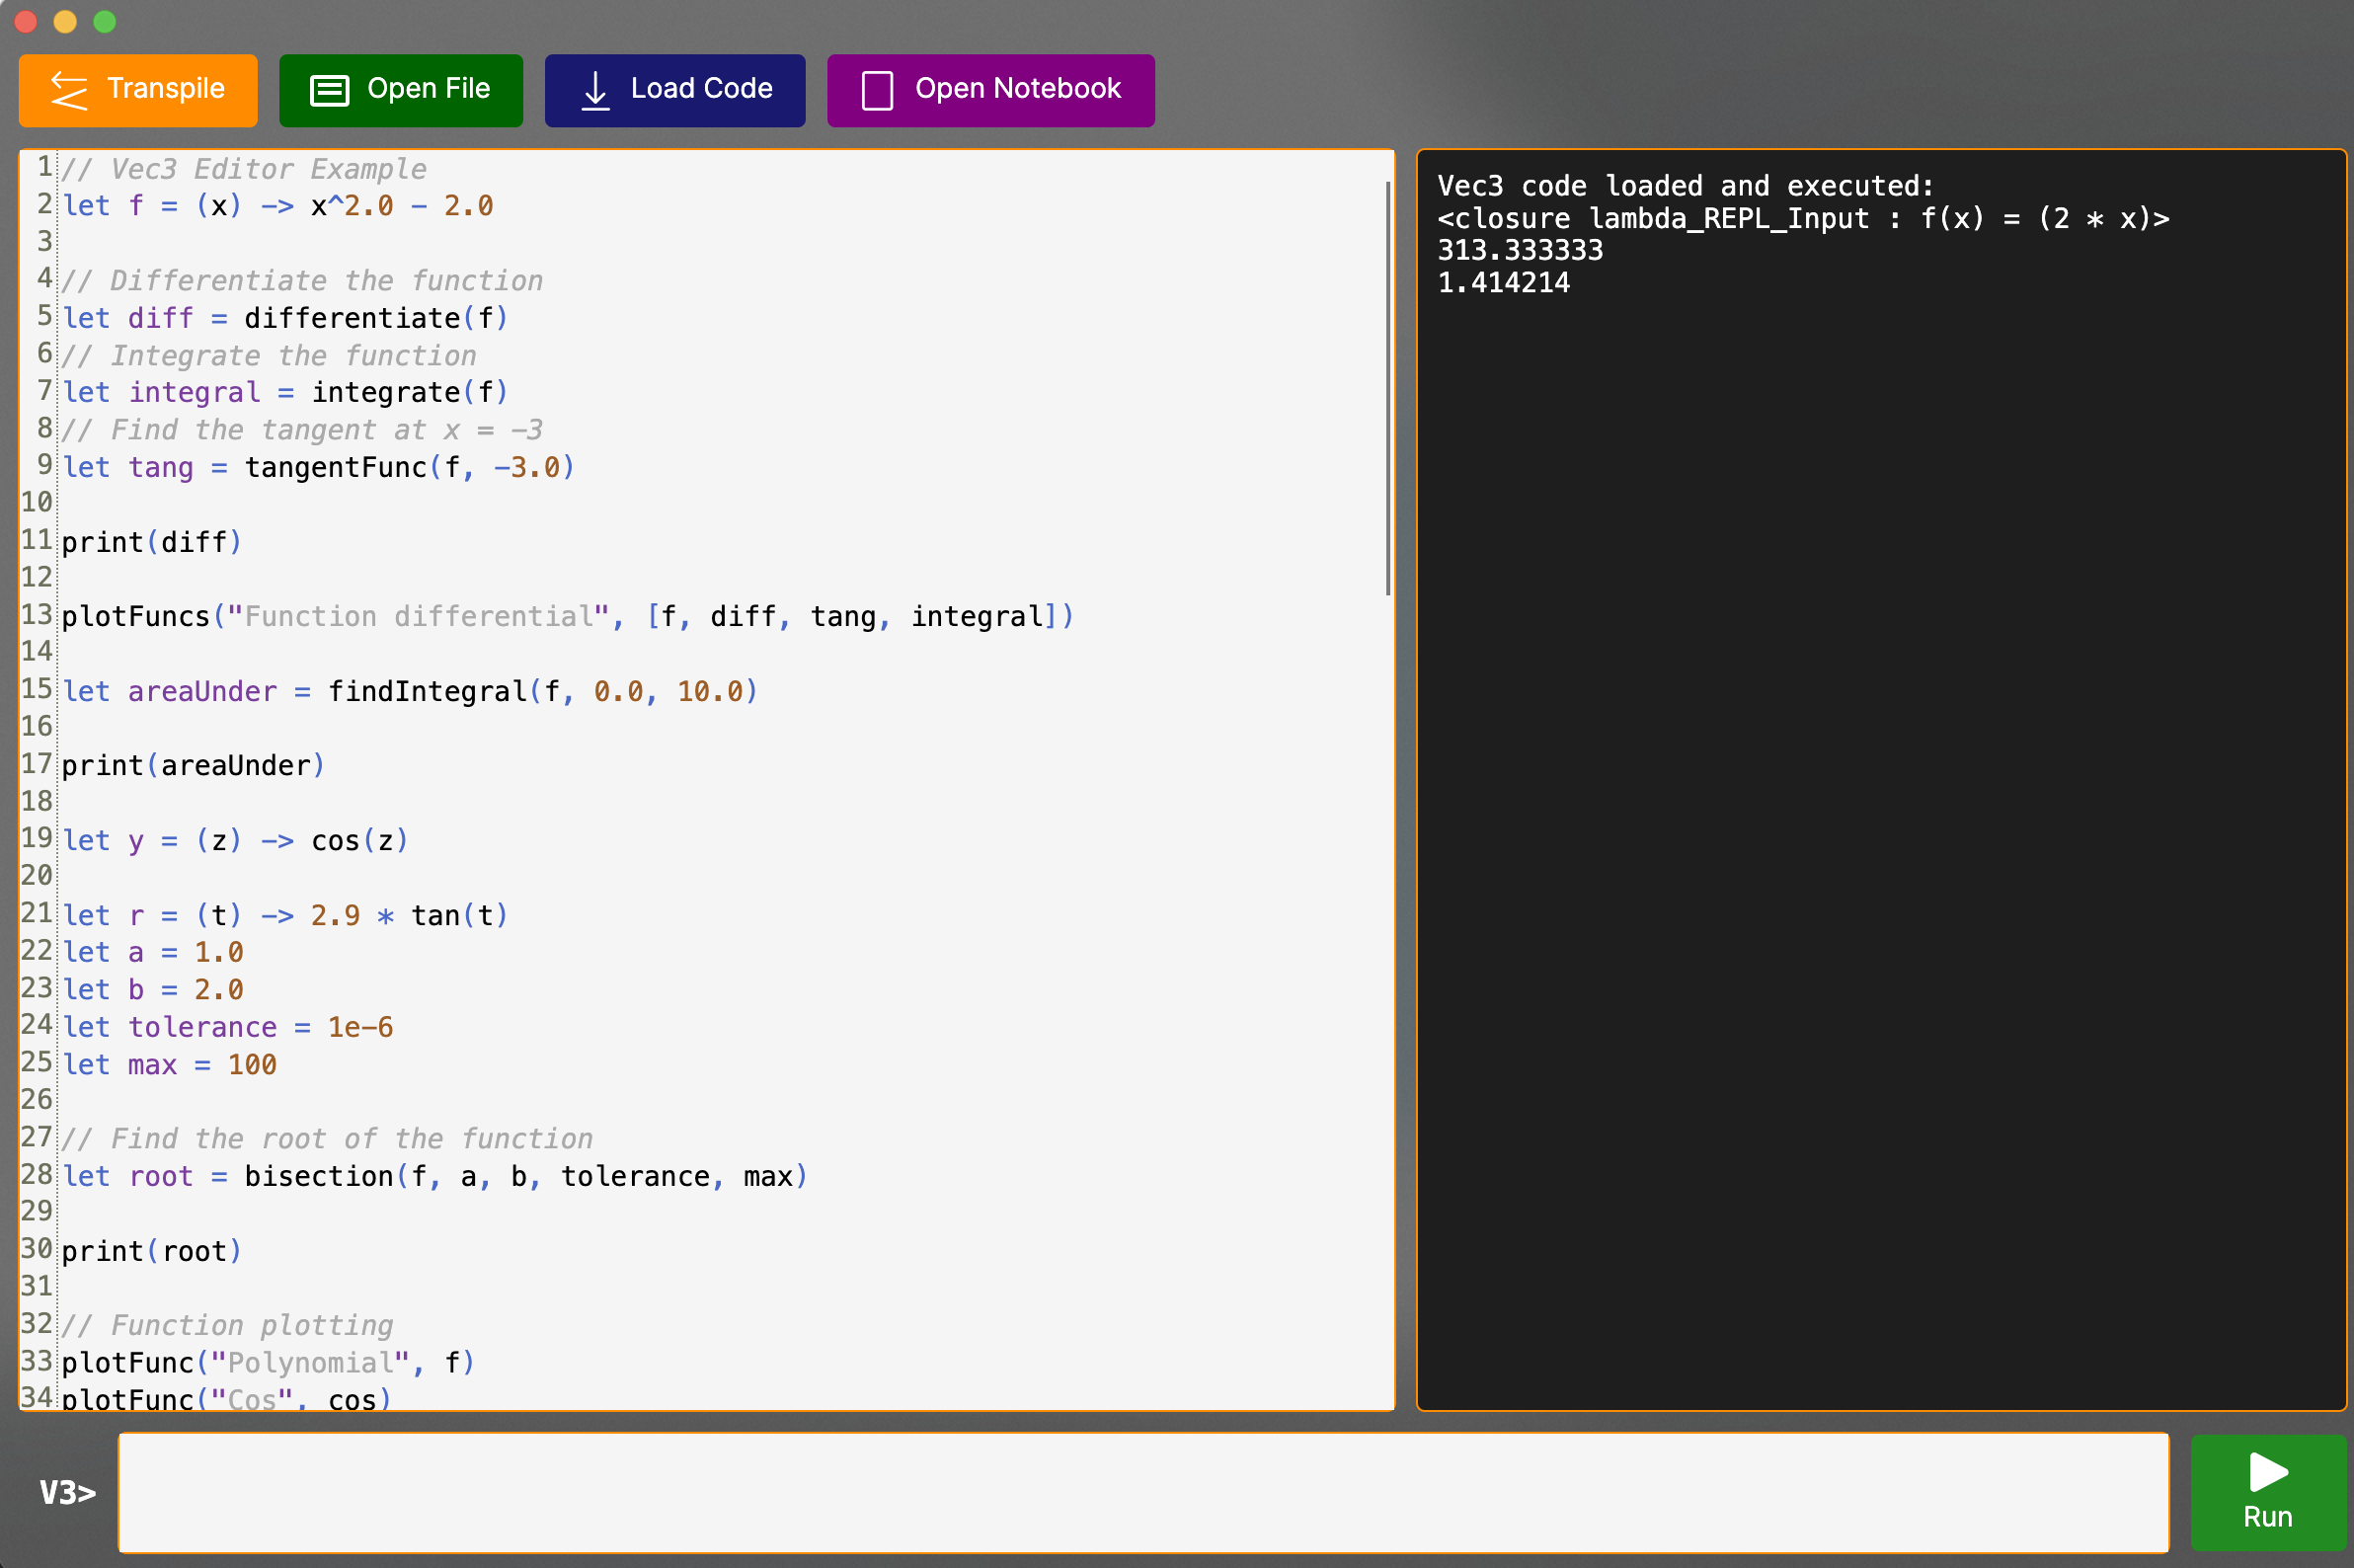 Transpile
Open File
Load Code
Open Notebook
1 // Vec3 Editor Example
2 let f = (x) -> x^2.0 - 2.0
3
4 // Differentiate the function
5 let diff = differentiate(f)
6 // Integrate the function
7 let integral = integrate(f)
8 // Find the tangent at x = -3
9 let tang = tangentFunc(f, -3.0)
10
11 print(diff)
12
13 plotFuncs("Function differential", [f, diff, tang, integral])
14
15 let areaUnder = findIntegral(f, 0.0, 10.0)
16
17 print(areaUnder)
18
19 let y = (z) -> cos(z)
20
21 let r = (t) -> 2.9 * tan(t)
22 let a = 1.0
23 let b = 2.0
24 let tolerance = 1e-6
25 let max = 100
26
27 // Find the root of the function
28 let root = bisection(f, a, b, tolerance, max)
29
30 print(root)
31
32 // Function plotting
33 plotFunc("Polynomial", f)
34 plotFunc("Cos", cos)
Vec3 code loaded and executed:
<closure lambda_REPL_Input : f(x) = (2 * x)>
313.333333
1.414214
V3>
Run